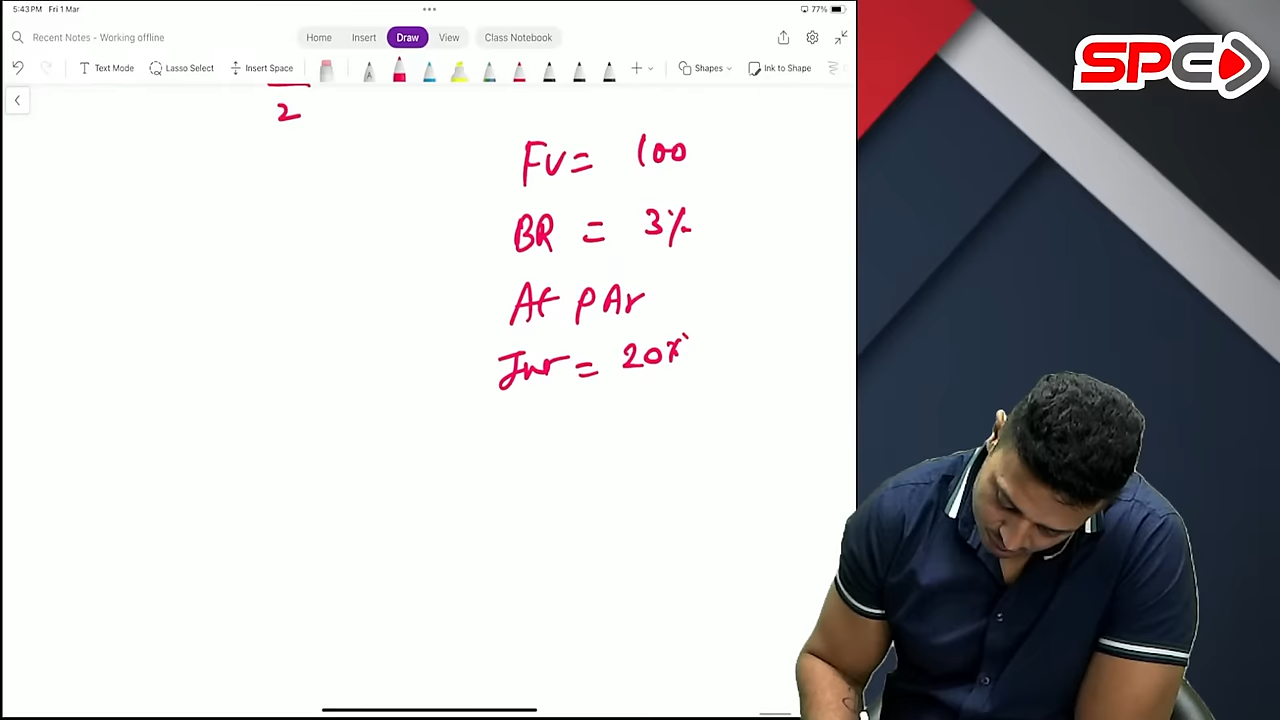 5:43 PM Fri 1 Mar
77%
Recent Notes - Working offline
Home Insert Draw View Class Notebook
Text Mode Lasso Select Insert Space Shapes Ink to Shape
2
FV = 100
BR = 3%
At pAr
= 20
SPE